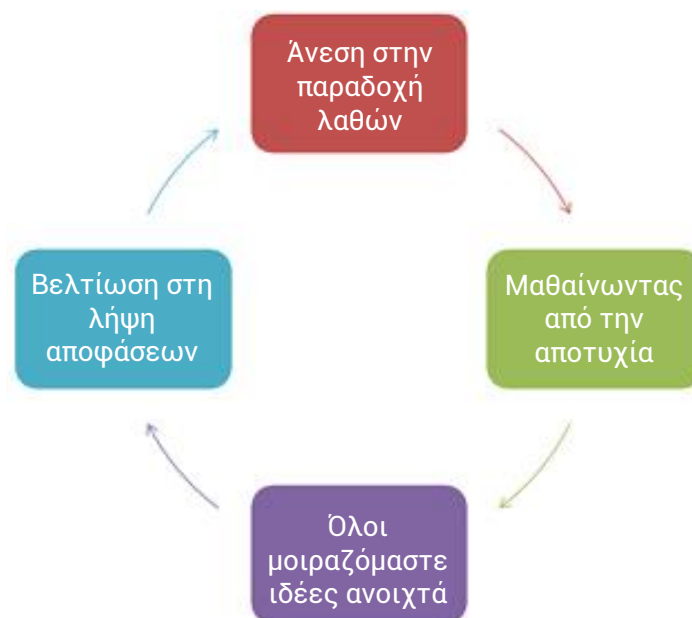 Άνεση στην
παραδοχή
λαθών
Μαθαίνωντας
από την
αποτυχία
Όλοι
μοιραζόμαστε
ιδέες ανοιχτά
Βελτίωση στη
λήψη
αποφάσεων